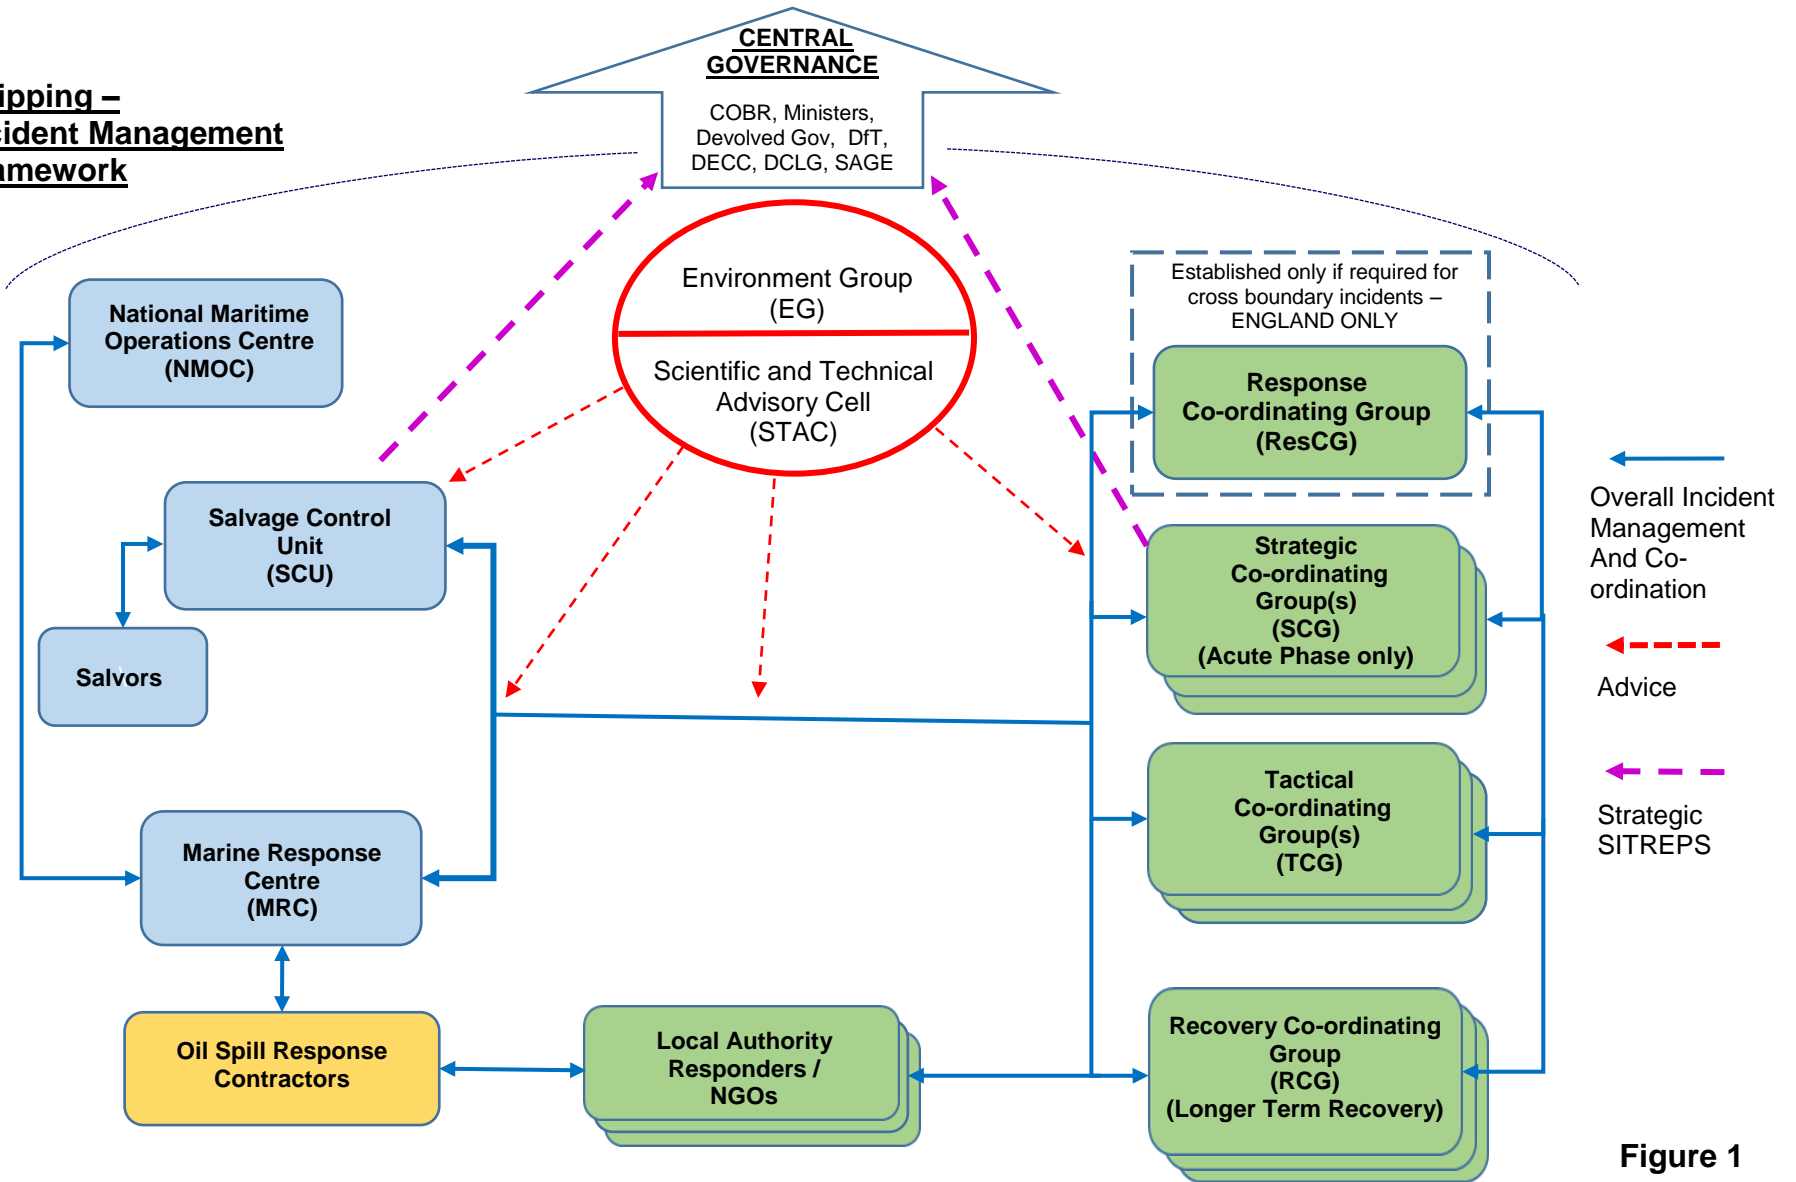 CENTRAL
GOVERNANCE
COBR, Ministers,
Devolved Gov, DfT,
DECC, DCLG, SAGE
ipping –
cident Management
amework
Environment Group
(EG)
Scientific and Technical
Advisory Cell
(STAC)
Established only if required for
cross boundary incidents –
ENGLAND ONLY
Response
Co-ordinating Group
(ResCG)
National Maritime
Operations Centre
(NMOC)
Salvage Control
Unit
(SCU)
Salvors
Strategic
Co-ordinating
Group(s)
(SCG)
(Acute Phase only)
Tactical
Co-ordinating
Group(s)
(TCG)
Marine Response
Centre
(MRC)
Oil Spill Response
Contractors
Local Authority
Responders /
NGOs
Recovery Co-ordinating
Group
(RCG)
(Longer Term Recovery)
Overall Incident
Management
And Co-
ordination
Advice
Strategic
SITREPS
Figure 1